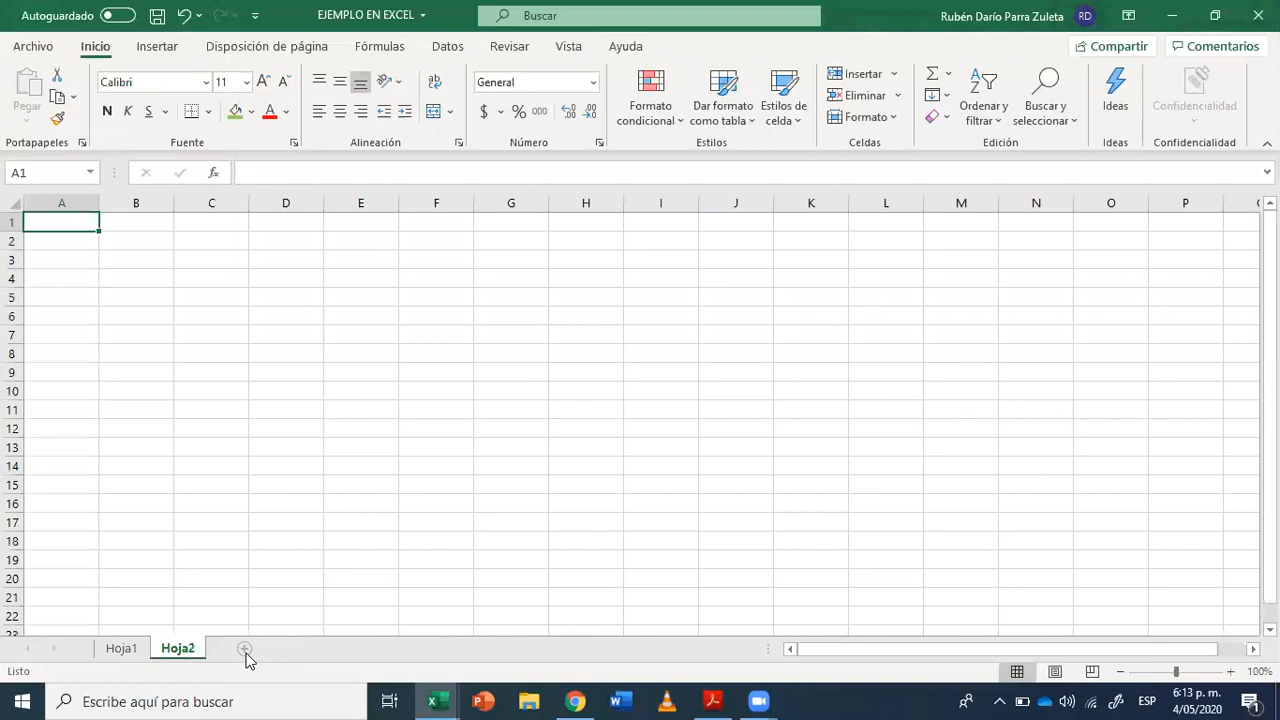 Autoguardado
EJEMPLO EN EXCEL
Buscar
Rubén Darío Parra Zuleta
RD
Archivo
Inicio
Insertar
Disposición de página
Fórmulas
Datos
Revisar
Vista
Ayuda
Compartir
Comentarios
Pegar
Calibri
11
N
K
S
General
$
%
000
Formato condicional
Dar formato como tabla
Estilos de celda
Insertar
Eliminar
Formato
Ordenar y filtrar
Buscar y seleccionar
Ideas
Confidencialidad
Portapapeles
Fuente
Alineación
Número
Estilos
Celdas
Edición
Ideas
Confidencialidad
A1
fx
A B C D E F G H I J K L M N O P
1
2
3
4
5
6
7
8
9
10
11
12
13
14
15
16
17
18
19
20
21
22
23
Hoja1
Hoja2
Listo
100%
Escribe aquí para buscar
ESP
6:13 p. m.
4/05/2020
1